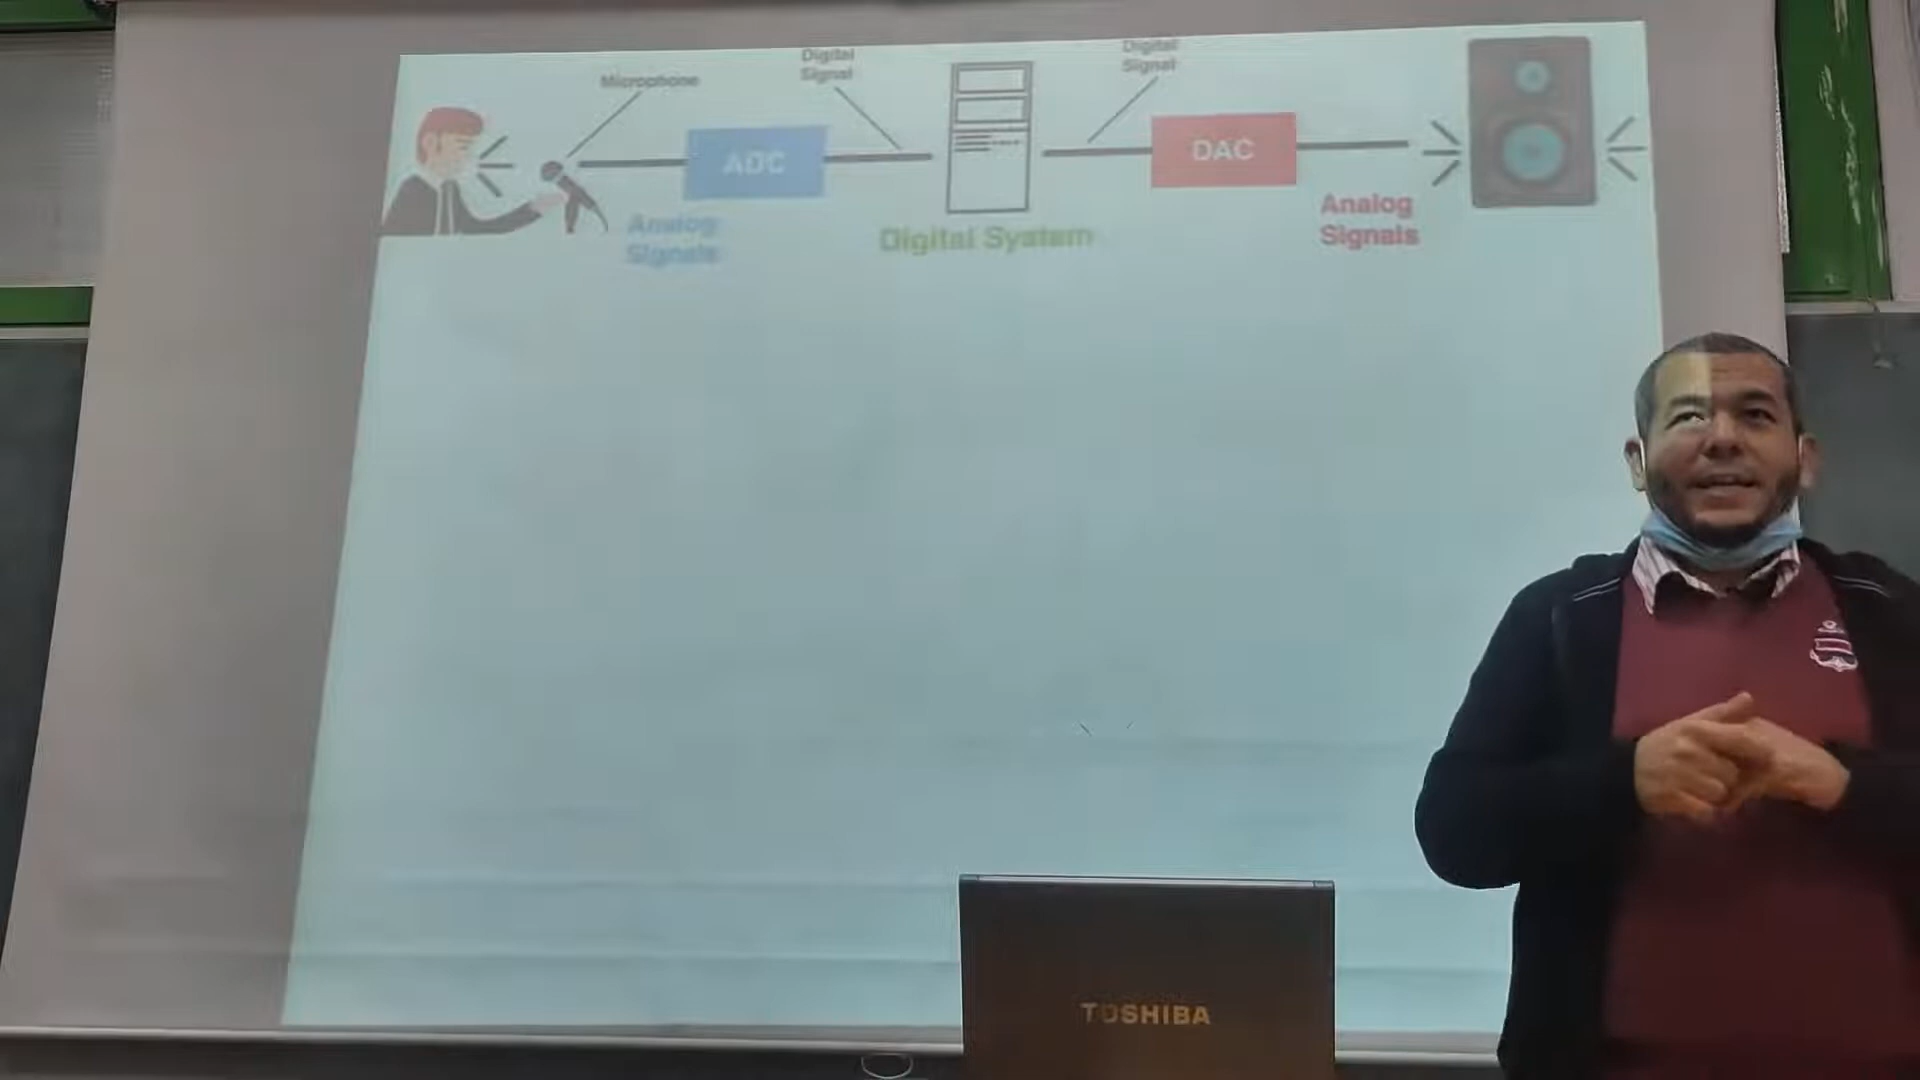 Microphone
Digital
Signal
Digital
Signal
ADC
DAC
Analog
Signals
Digital System
Analog
Signals
TOSHIBA